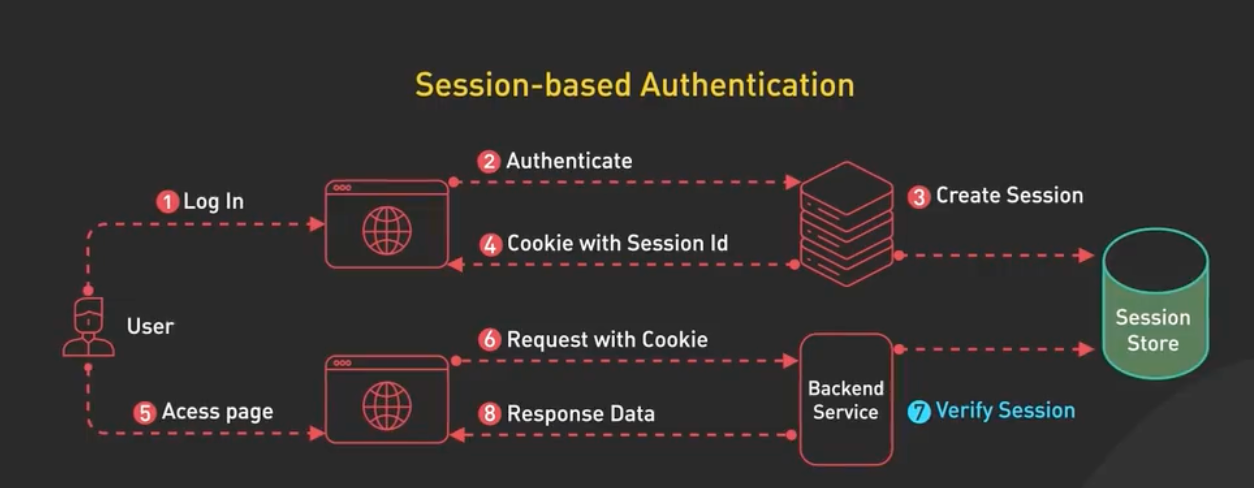 Session-based Authentication
1 Log In
2 Authenticate
3 Create Session
4 Cookie with Session Id
User
Session
Store
5 Acess page
6 Request with Cookie
Backend
Service
7 Verify Session
8 Response Data